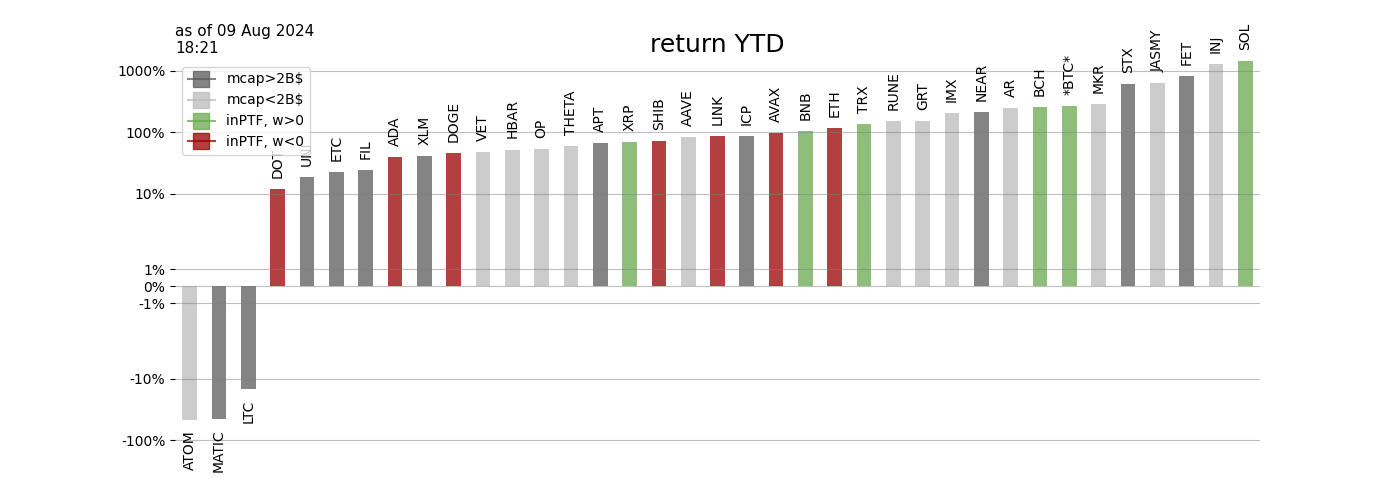 as of 09 Aug 2024
18:21
return YTD
mcap>2B$
mcap<2B$
inPTF, w>0
inPTF, w<0
1000%
100%
10%
1%
0%
-1%
-10%
-100%
ATOM
MATIC
LTC
DOT
UNI
ETC
FIL
ADA
XLM
DOGE
VET
HBAR
OP
THETA
APT
XRP
SHIB
AAVE
LINK
ICP
AVAX
BNB
ETH
TRX
RUNE
GRT
IMX
NEAR
AR
BCH
*BTC*
MKR
STX
JASMY
FET
INJ
SOL